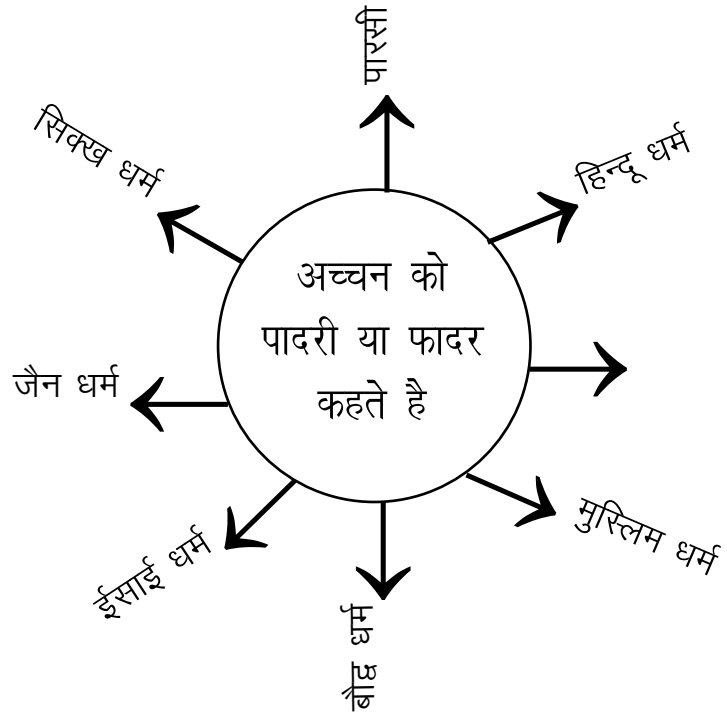 पारसी
हिन्दू धर्म
सिक्ख धर्म
अच्चन को
पादरी या फादर
कहते है
जैन धर्म
मुस्लिम धर्म
ईसाई धर्म
बौद्ध धर्म